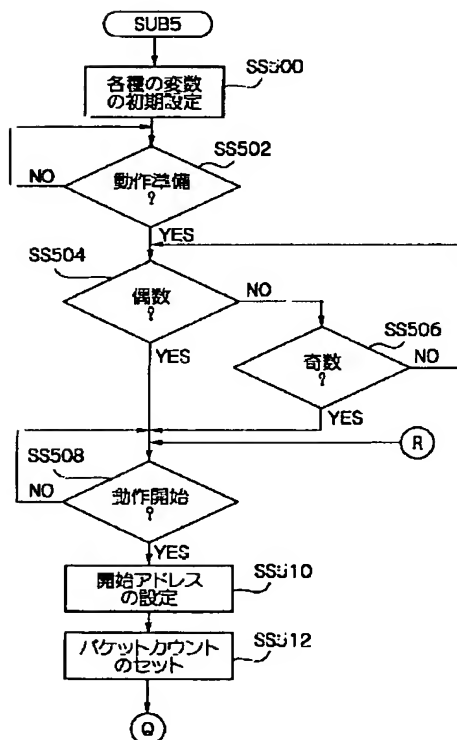 SUB5
SS500
各種の変数
の初期設定
SS502
動作準備
?
NO
YES
SS504
偶数
?
NO
YES
SS506
奇数
?
NO
YES
R
SS508
動作開始
?
NO
YES
SS510
開始アドレス
の設定
SS512
パケットカウント
のセット
Q